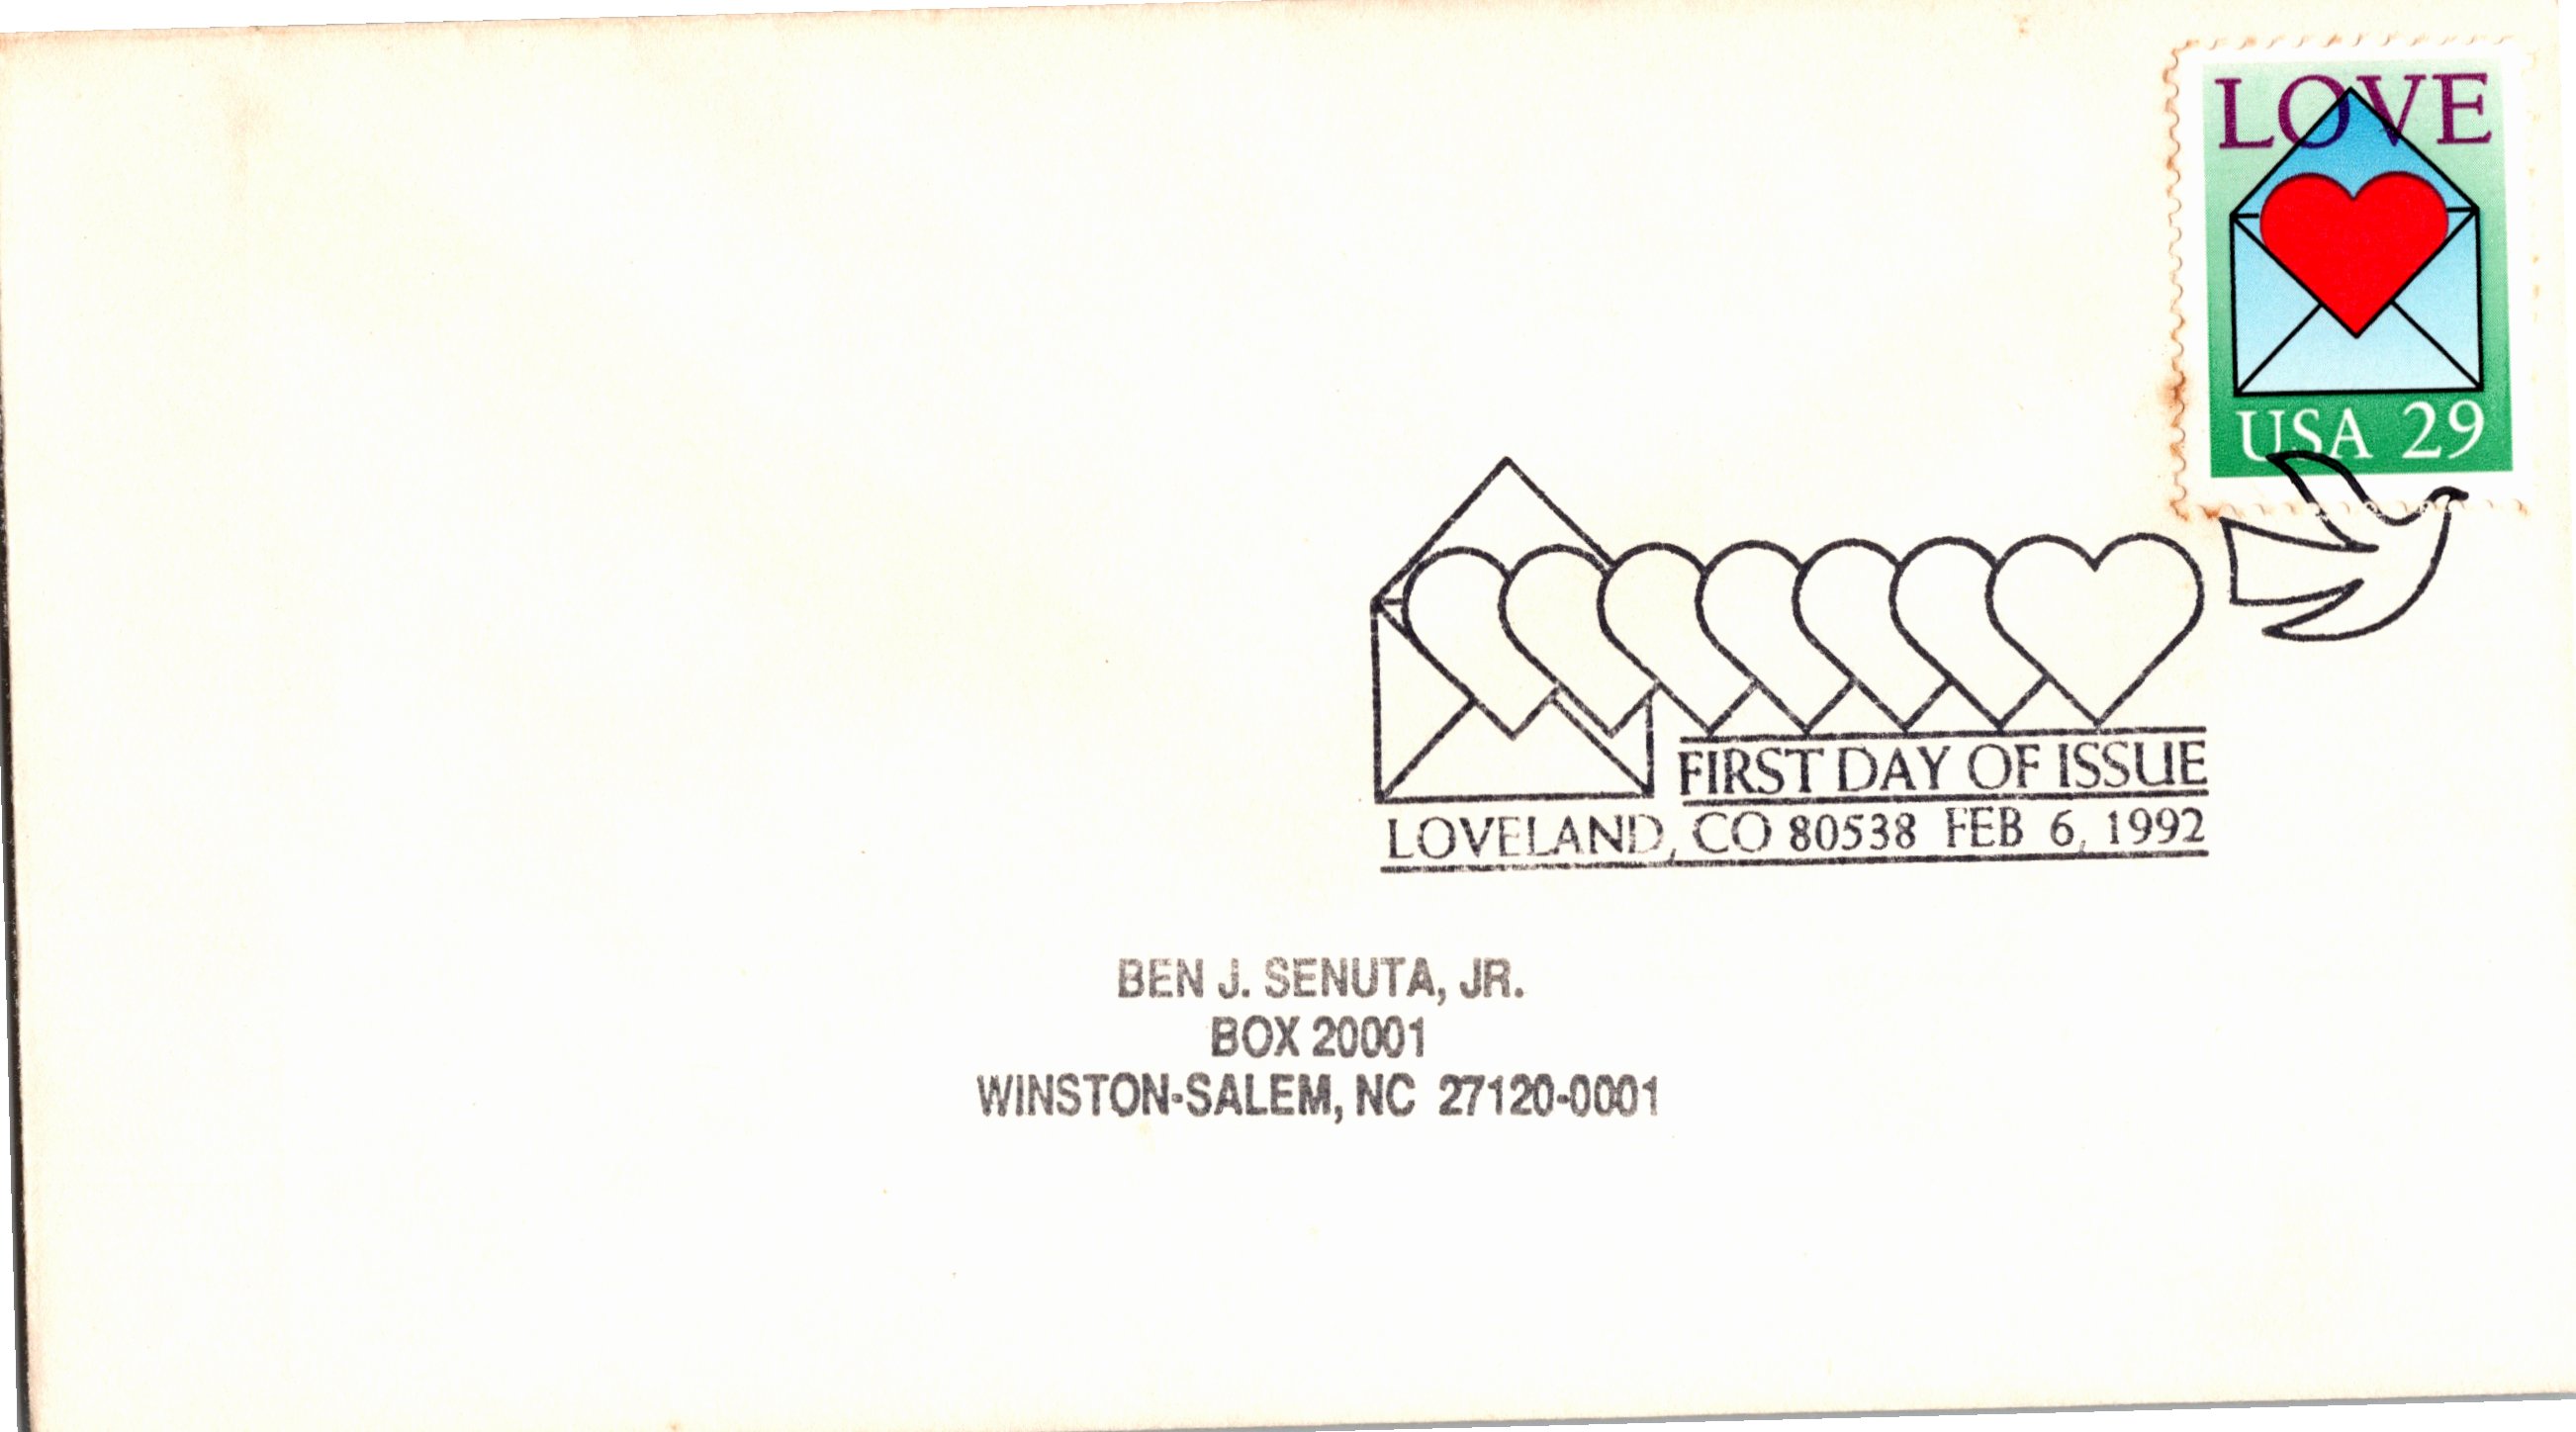 LOVE
USA 29
FIRST DAY OF ISSUE
LOVELAND, CO 80538 FEB 6, 1992
BEN J. SENUTA, JR.
BOX 20001
WINSTON-SALEM, NC 27120-0001